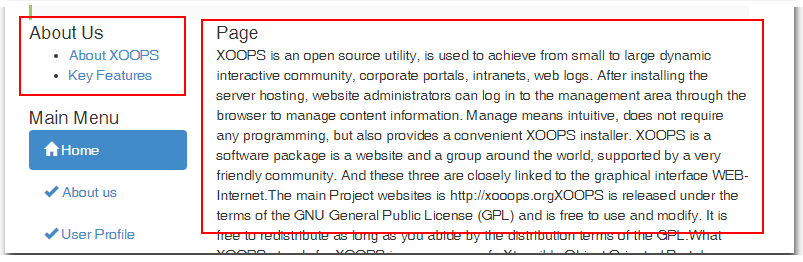 About Us
About XOOPS
Key Features
Main Menu
Home
About us
User Profile
Page
XOOPS is an open source utility, is used to achieve from small to large dynamic
interactive community, corporate portals, intranets, web logs. After installing the
server hosting, website administrators can log in to the management area through the
browser to manage content information. Manage means intuitive, does not require
any programming, but also provides a convenient XOOPS installer. XOOPS is a
software package is a website and a group around the world, supported by a very
friendly community. And these three are closely linked to the graphical interface WEB-
Internet.The main Project websites is http://xooops.orgXOOPS is released under the
terms of the GNU General Public License (GPL) and is free to use and modify. It is
free to redistribute as long as you abide by the distribution terms of the GPL.What